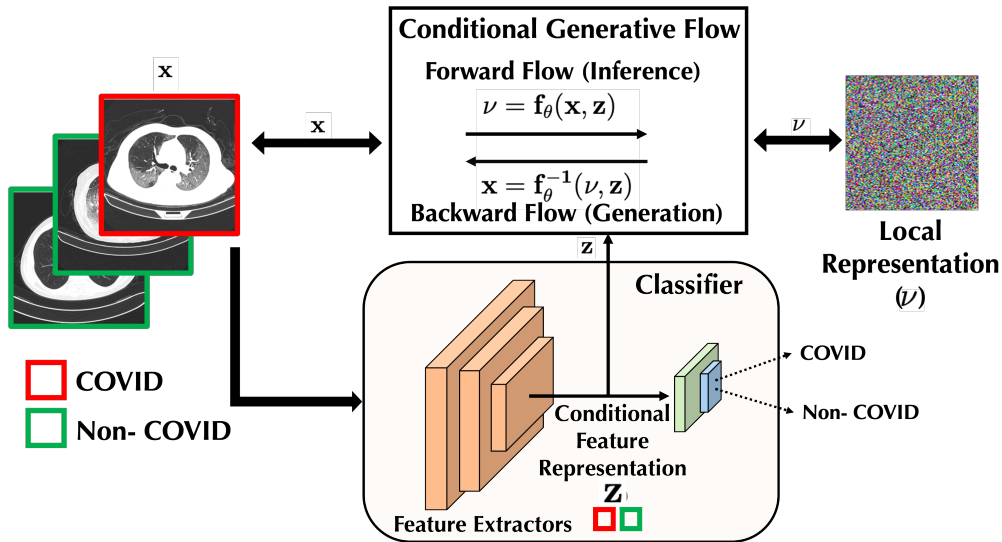 x
Conditional Generative Flow
Forward Flow (Inference)
ν = f_θ(x, z)
x = f_θ^{-1}(ν, z)
Backward Flow (Generation)
x
ν
Local
Representation
(ν)
z
Classifier
COVID
Non- COVID
Conditional
Feature
Representation
z
Feature Extractors
COVID
Non- COVID